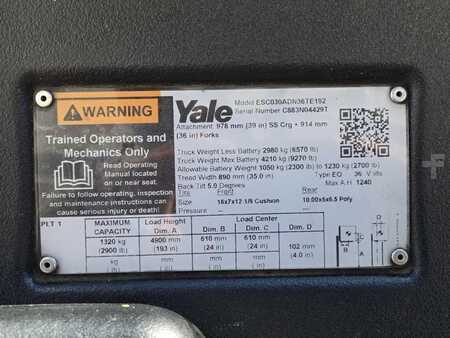 WARNING
Trained Operators and
Mechanics Only
Read Operating
Manual located
on or near seat.
Failure to follow operating, inspection
and maintenance instructions can
cause serious injury or death!
Yale
Model ESC030ADN36TE192
Serial Number C883N04429T
Attachment 978 mm (39 in) SS Crg - 914 mm
(36 in) Forks
Truck Weight Less Battery 2980 kg (6570 lb)
Truck Weight Max Battery 4210 kg (9270 lb)
Allowable Weight 1050 kg (2300 lb) to 1230 kg (2700 lb)
Tread Width 890 mm (35.0 in) Type EO 36 Volts
Back Tilt 5.0 Degrees Max A.H 1240
Tires Front Rear
Size 16x7x12 1/8 Cushion 10.00x5x6.5 Poly
PLT 1
MAXIMUM CAPACITY Load Height Dim. A Load Center Dim. B Dim. C Dim. D
1320 kg 4900 mm 610 mm 610 mm 102 mm
(2900 lb) (193 in) (24 in) (24 in) (4.0 in)
kg mm mm mm mm